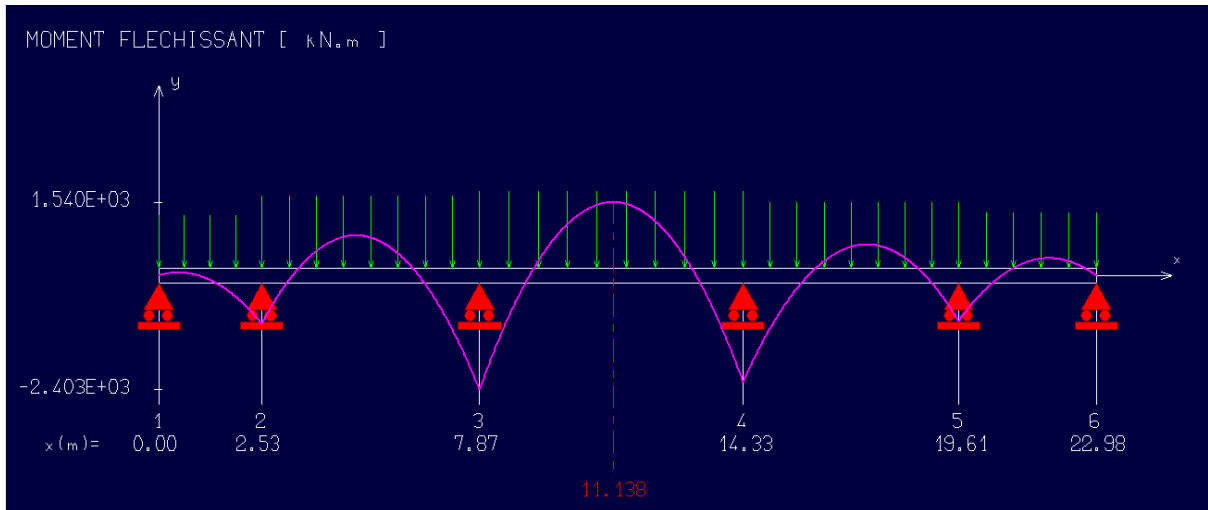 MOMENT FLECHISSANT [ kN.m ]
y
1.540E+03
x
-2.403E+03
1 2 3 4 5 6
x(m)= 0.00 2.53 7.87 14.33 19.61 22.98
11.138